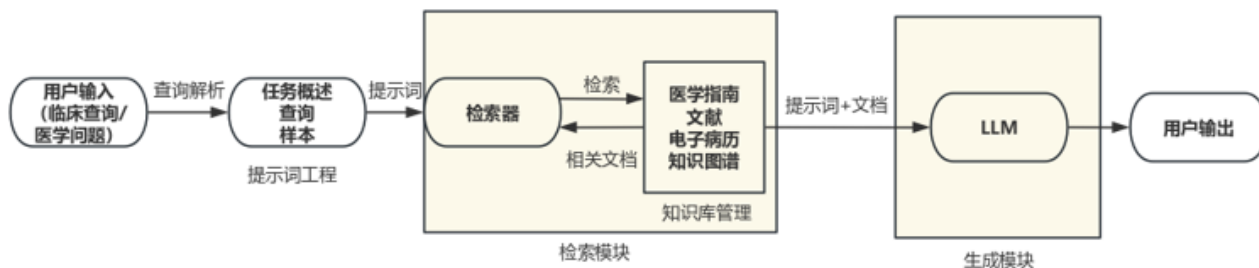 用户输入
（临床查询/
医学问题）
查询解析
任务概述
查询
样本
提示词工程
提示词
检索器
检索
相关文档
医学指南
文献
电子病历
知识图谱
知识库管理
检索模块
提示词+文档
LLM
生成模块
用户输出